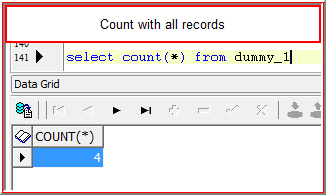 Count with all records
140
141 select count(*) from dummy_1
Data Grid
COUNT(*)
4